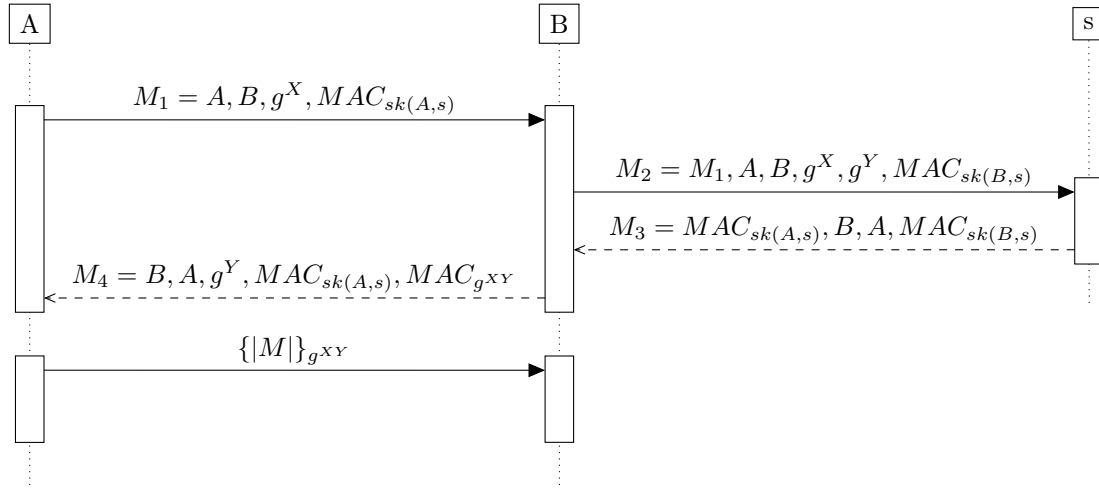 A B s
$M_1 = A, B, g^X, MAC_{sk(A,s)}$
$M_2 = M_1, A, B, g^X, g^Y, MAC_{sk(B,s)}$
$M_3 = MAC_{sk(A,s)}, B, A, MAC_{sk(B,s)}$
$M_4 = B, A, g^Y, MAC_{sk(A,s)}, MAC_{g^{XY}}$
$\{|M|\}_{g^{XY}}$